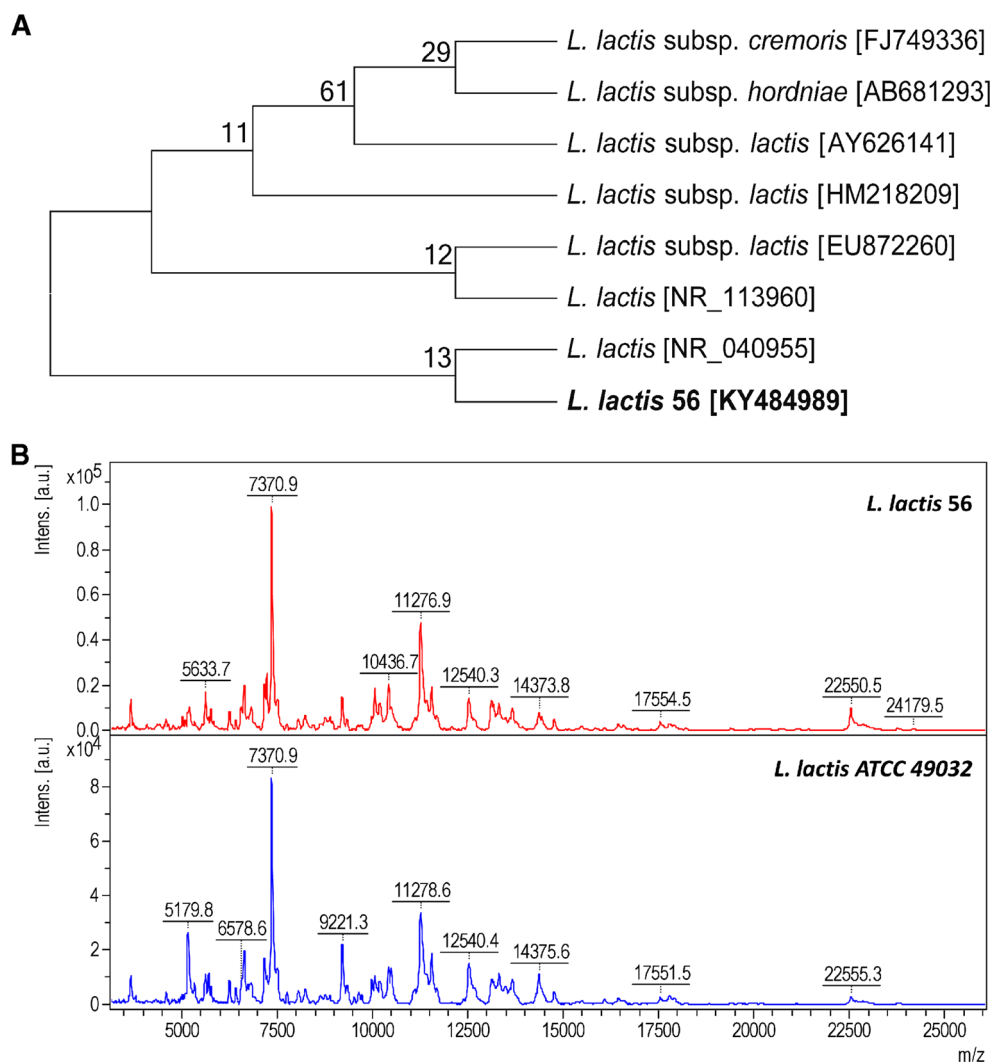 A
29
L. lactis subsp. cremoris [FJ749336]
L. lactis subsp. hordniae [AB681293]
61
L. lactis subsp. lactis [AY626141]
11
L. lactis subsp. lactis [HM218209]
L. lactis subsp. lactis [EU872260]
12
L. lactis [NR_113960]
L. lactis [NR_040955]
13
L. lactis 56 [KY484989]
B
Intens. [a.u.]
x10⁵
1.0
0.8
0.6
0.4
0.2
0.0
L. lactis 56
7370.9
11276.9
5633.7
10436.7
12540.3
14373.8
17554.5
22550.5
24179.5
Intens. [a.u.]
x10⁴
8
6
4
2
0
L. lactis ATCC 49032
7370.9
5179.8
6578.6
9221.3
11278.6
12540.4
14375.6
17551.5
22555.3
5000 7500 10000 12500 15000 17500 20000 22500 25000
m/z